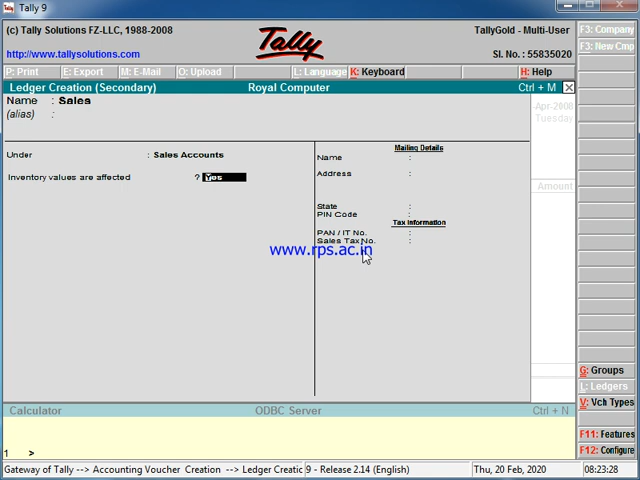 Tally 9
(c) Tally Solutions FZ-LLC, 1988-2008
Tally
TallyGold - Multi-User
http://www.tallysolutions.com
Sl. No. : 55835020
P: Print E: Export M: E-Mail O: Upload L: Language K: Keyboard H: Help
F3: Company
F3: New Cmp
Ledger Creation (Secondary) Royal Computer Ctrl + M
Name : Sales
(alias) :
-Apr-2008
Tuesday
Under : Sales Accounts
Inventory values are affected ? Yes
Mailing Details
Name :
Address :
State :
PIN Code :
Tax Information
PAN / IT No. :
Sales Tax No. :
Amount
www.rps.ac.in
G: Groups
L: Ledgers
V: Vch Types
F11: Features
F12: Configure
Calculator ODBC Server Ctrl + N
1 >
Gateway of Tally --> Accounting Voucher Creation --> Ledger Creatic 9 - Release 2.14 (English) Thu, 20 Feb, 2020 08:23:28